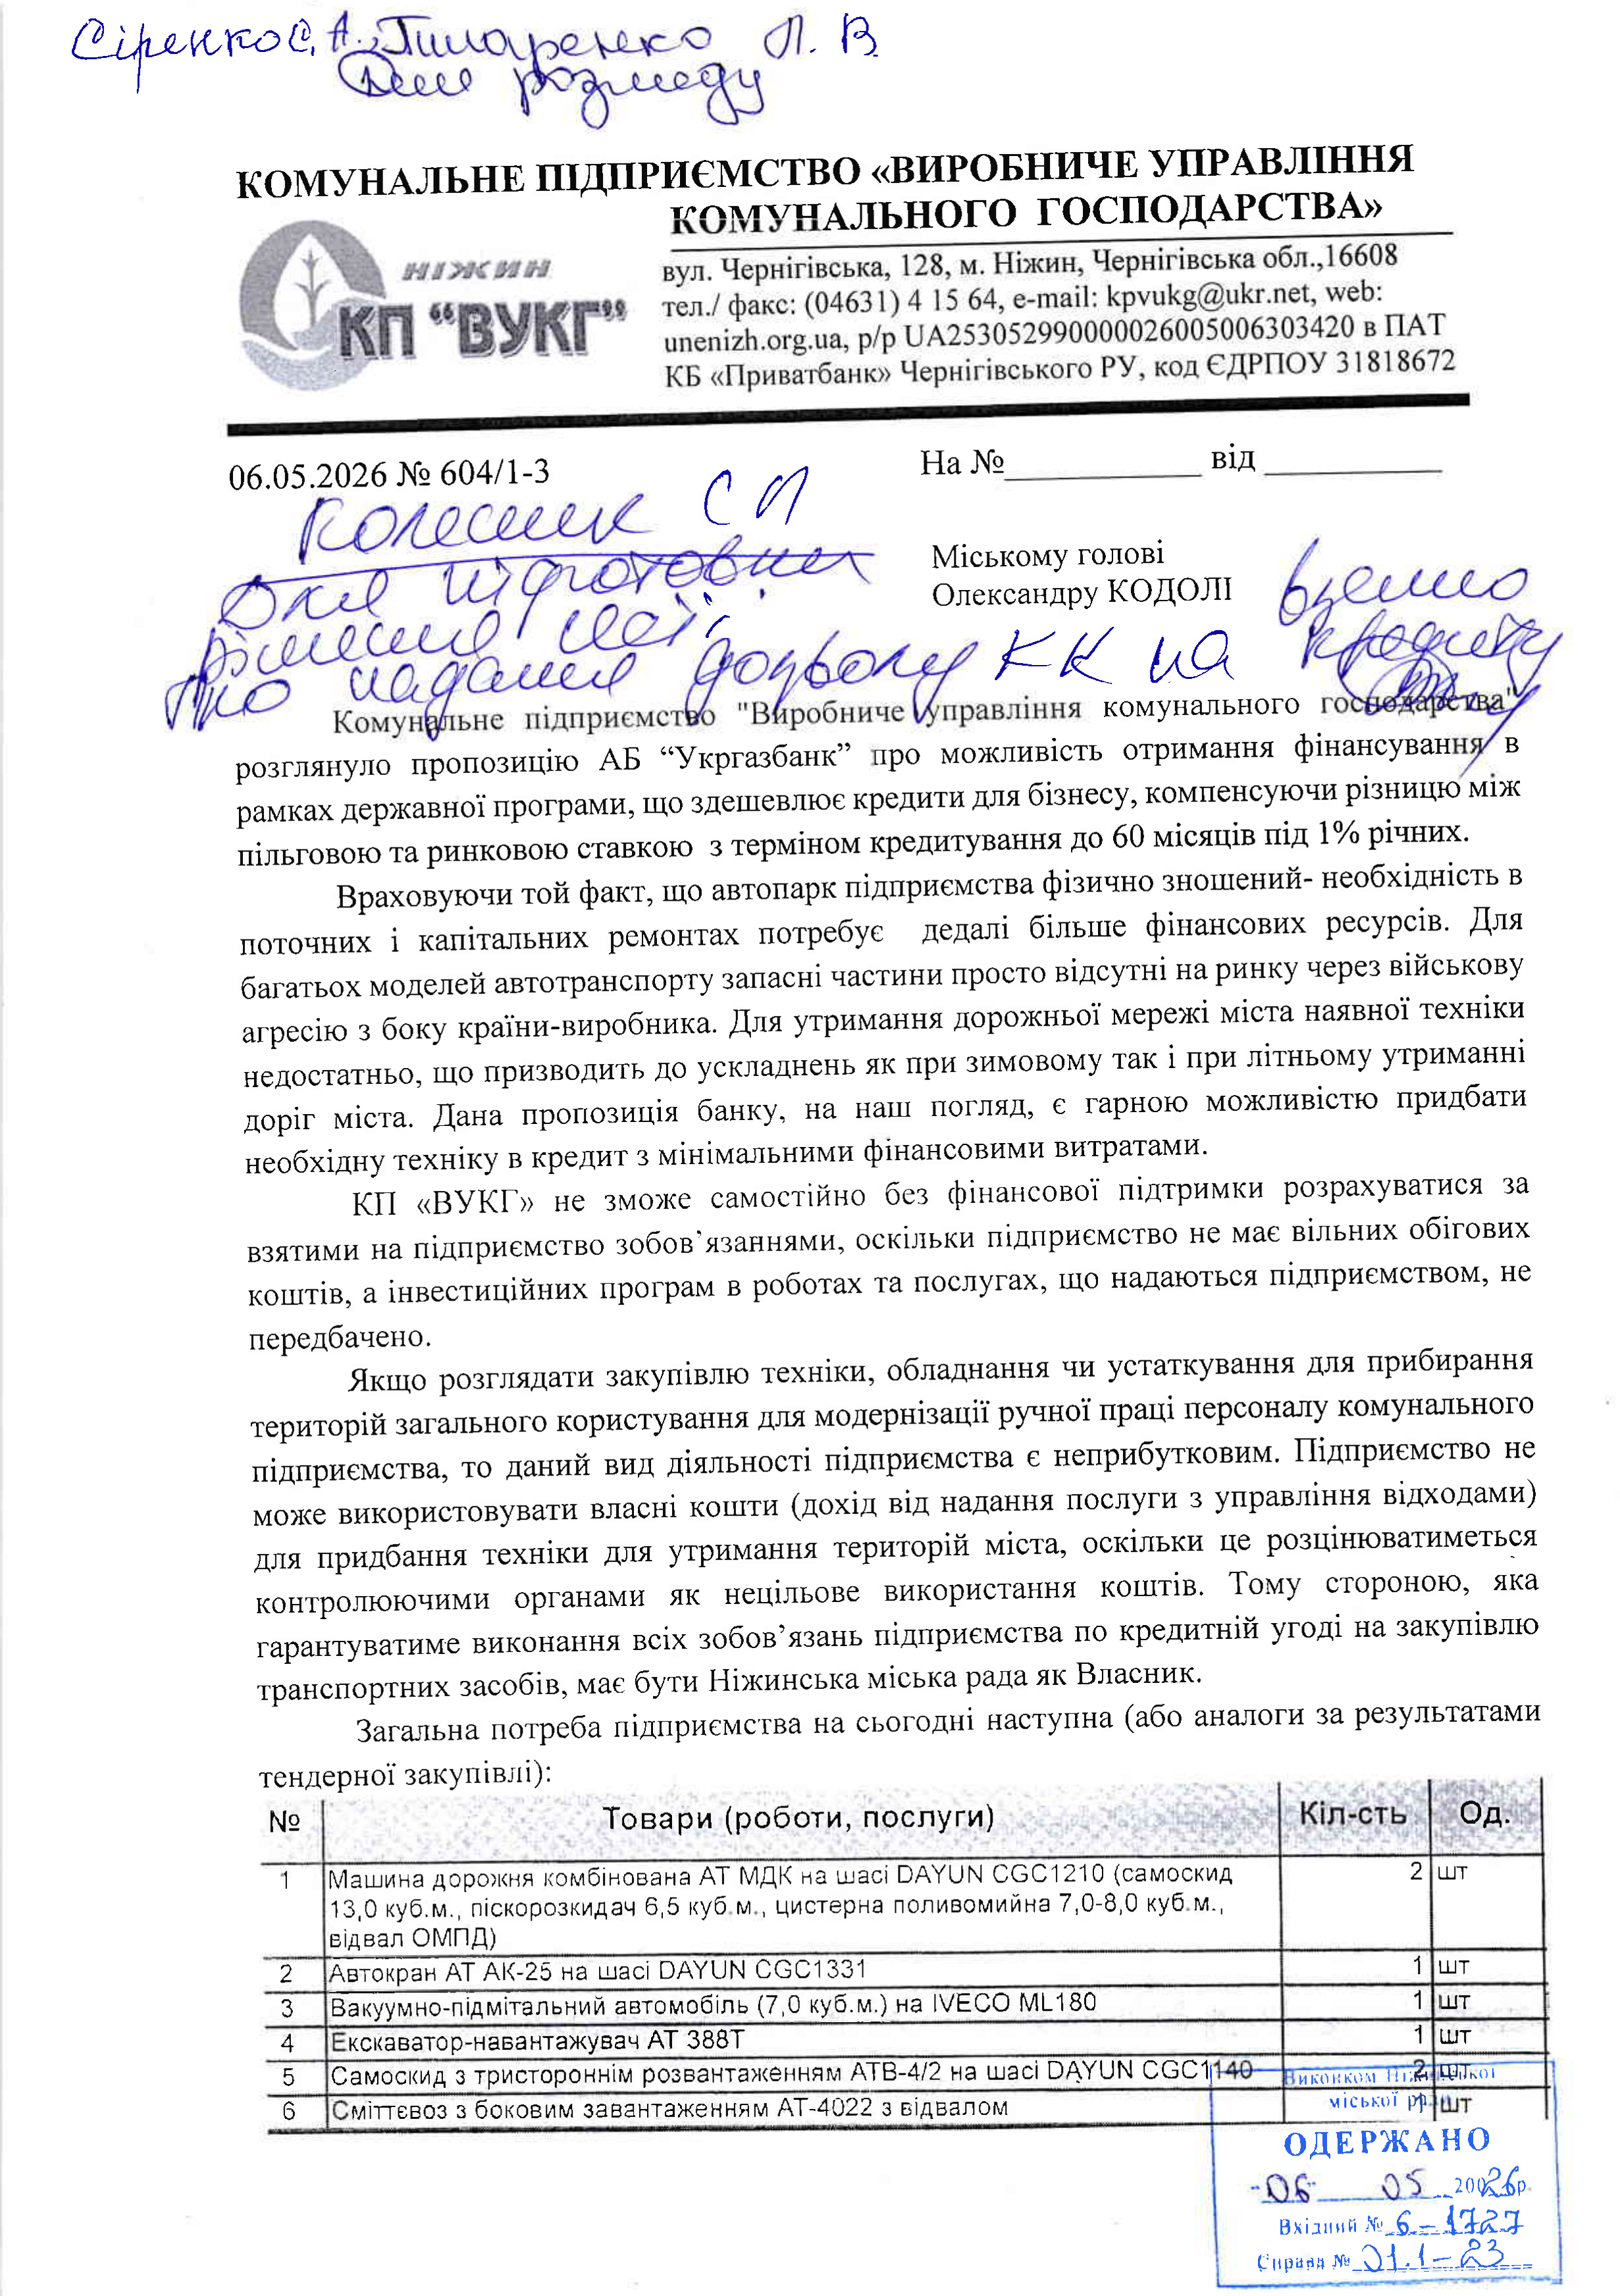 Сіренко С. А., Тимаренко Л. В
Для розгляду
КОМУНАЛЬНЕ ПІДПРИЄМСТВО «ВИРОБНИЧЕ УПРАВЛІННЯ
КОМУНАЛЬНОГО ГОСПОДАРСТВА»
НІЖИН
КП “ВУКГ”
вул. Чернігівська, 128, м. Ніжин, Чернігівська обл.,16608
тел./ факс: (04631) 4 15 64, e-mail: kpvukg@ukr.net, web:
unenizh.org.ua, р/р UA253052990000026005006303420 в ПАТ
КБ «Приватбанк» Чернігівського РУ, код ЄДРПОУ 31818672
06.05.2026 № 604/1-3
На №____________ від ___________
Колесник С П
Для підготовки
рішення сесії
про надання дозволу КК на взяття кредиту
Міському голові
Олександру КОДОЛІ
Комунальне підприємство "Виробниче управління комунального господарства"
розглянуло пропозицію АБ “Укргазбанк” про можливість отримання фінансування в
рамках державної програми, що здешевлює кредити для бізнесу, компенсуючи різницю між
пільговою та ринковою ставкою з терміном кредитування до 60 місяців під 1% річних.
Враховуючи той факт, що автопарк підприємства фізично зношений- необхідність в
поточних і капітальних ремонтах потребує дедалі більше фінансових ресурсів. Для
багатьох моделей автотранспорту запасні частини просто відсутні на ринку через військову
агресію з боку країни-виробника. Для утримання дорожньої мережі міста наявної техніки
недостатньо, що призводить до ускладнень як при зимовому так і при літньому утриманні
доріг міста. Дана пропозиція банку, на наш погляд, є гарною можливістю придбати
необхідну техніку в кредит з мінімальними фінансовими витратами.
КП «ВУКГ» не зможе самостійно без фінансової підтримки розрахуватися за
взятими на підприємство зобов’язаннями, оскільки підприємство не має вільних обігових
коштів, а інвестиційних програм в роботах та послугах, що надаються підприємством, не
передбачено.
Якщо розглядати закупівлю техніки, обладнання чи устаткування для прибирання
територій загального користування для модернізації ручної праці персоналу комунального
підприємства, то даний вид діяльності підприємства є неприбутковим. Підприємство не
може використовувати власні кошти (дохід від надання послуги з управління відходами)
для придбання техніки для утримання територій міста, оскільки це розцінюватиметься
контролюючими органами як нецільове використання коштів. Тому стороною, яка
гарантуватиме виконання всіх зобов’язань підприємства по кредитній угоді на закупівлю
транспортних засобів, має бути Ніжинська міська рада як Власник.
Загальна потреба підприємства на сьогодні наступна (або аналоги за результатами
тендерної закупівлі):
№ Товари (роботи, послуги) Кіл-сть Од.
1 Машина дорожня комбінована АТ МДК на шасі DAYUN CGC1210 (самоскид 2 шт
13,0 куб.м., піскорозкидач 6,5 куб.м., цистерна поливомийна 7,0-8,0 куб.м.,
відвал ОМПД)
2 Автокран АТ АК-25 на шасі DAYUN CGC1331 1 шт
3 Вакуумно-підмітальний автомобіль (7,0 куб.м.) на IVECO ML180 1 шт
4 Екскаватор-навантажувач АТ 388Т 1 шт
5 Самоскид з тристороннім розвантаженням АТВ-4/2 на шасі DAYUN CGC1140 2 шт
6 Сміттєвоз з боковим завантаженням АТ-4022 з відвалом 1 шт
Виконком Ніжинської
міської ради
ОДЕРЖАНО
06 05 2026р.
Вхідний № 6-1727
Справа № 01.1-23